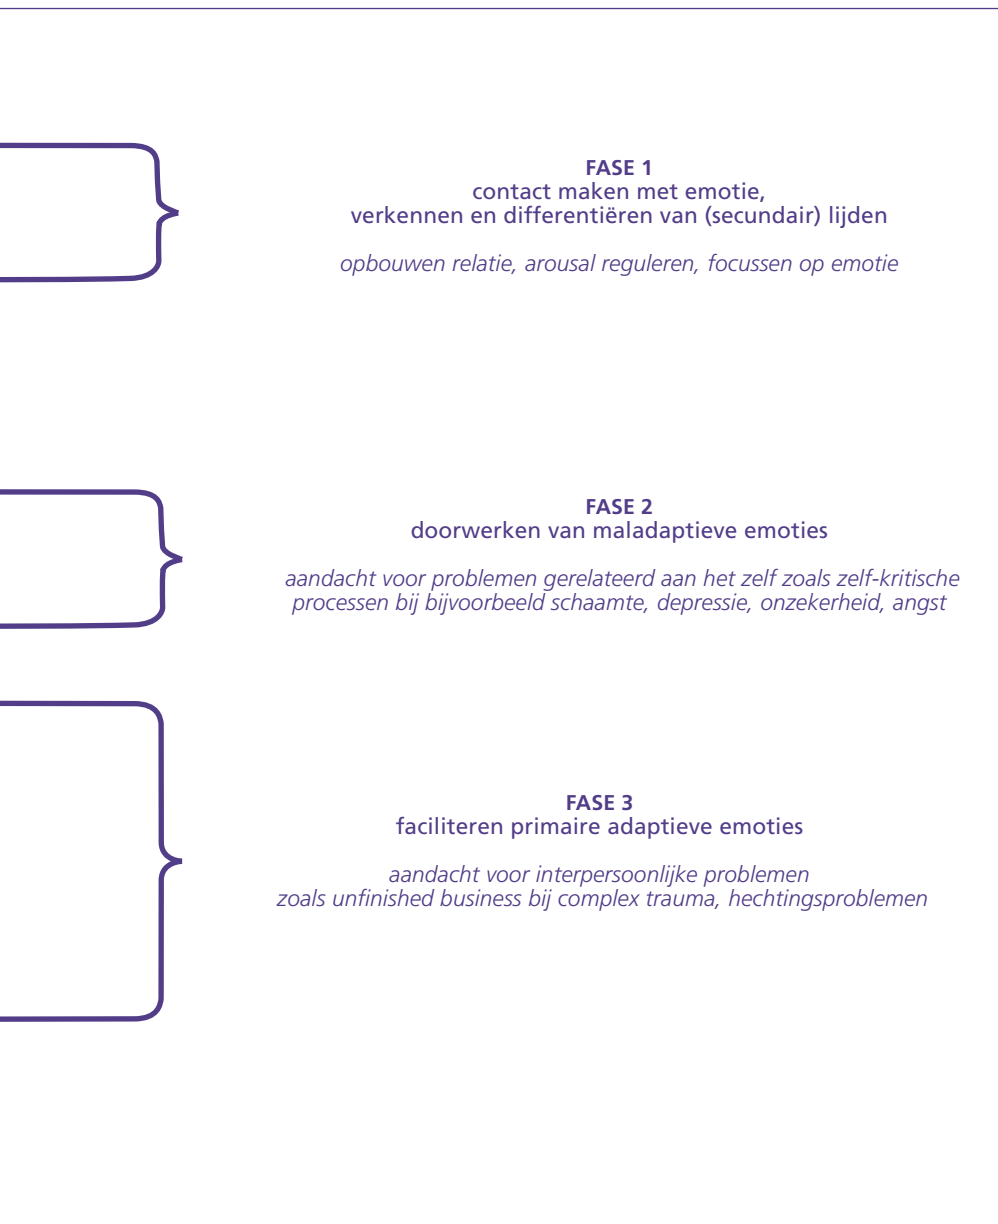 FASE 1
contact maken met emotie,
verkennen en differentiëren van (secundair) lijden
opbouwen relatie, arousal reguleren, focussen op emotie
FASE 2
doorwerken van maladaptieve emoties
aandacht voor problemen gerelateerd aan het zelf zoals zelf-kritische
processen bij bijvoorbeeld schaamte, depressie, onzekerheid, angst
FASE 3
faciliteren primaire adaptieve emoties
aandacht voor interpersoonlijke problemen
zoals unfinished business bij complex trauma, hechtingsproblemen